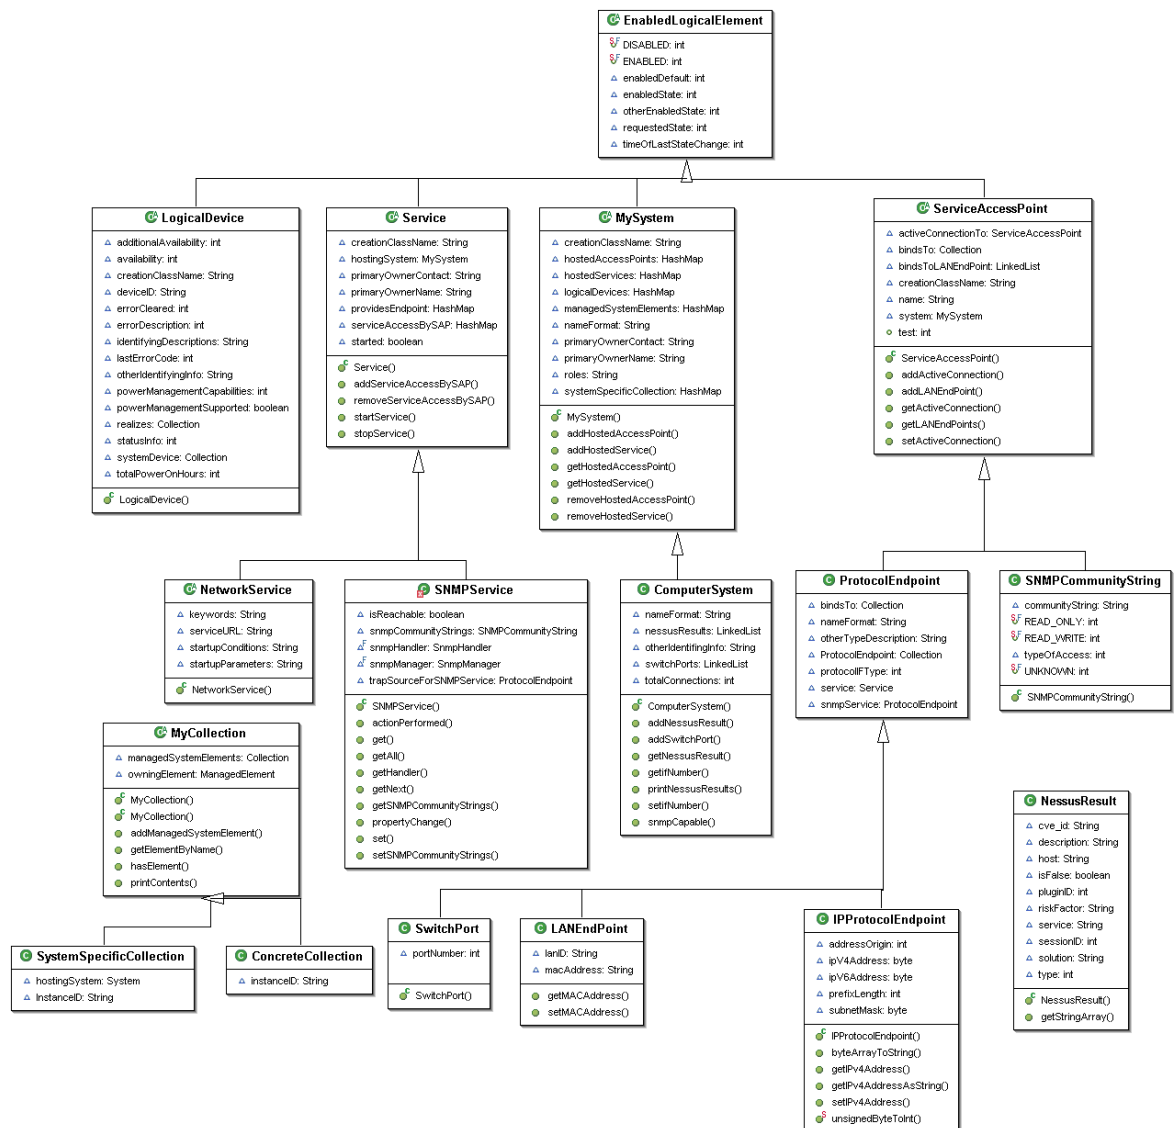 EnabledLogicalElement
DISABLED: int
ENABLED: int
enabledDefault: int
enabledState: int
otherEnabledState: int
requestedState: int
timeOfLastStateChange: int
LogicalDevice
additionalAvailability: int
availability: int
creationClassName: String
deviceID: String
errorCleared: int
errorDescription: int
identifyingDescriptions: String
lastErrorCode: int
otherIdentifyingInfo: String
powerManagementCapabilities: int
powerManagementSupported: boolean
realizes: Collection
statusInfo: int
systemDevice: Collection
totalPowerOnHours: int
LogicalDevice()
Service
creationClassName: String
hostingSystem: MySystem
primaryOwnerContact: String
primaryOwnerName: String
providesEndpoint: HashMap
serviceAccessBySAP: HashMap
started: boolean
Service()
addServiceAccessBySAP()
removeServiceAccessBySAP()
startService()
stopService()
MySystem
creationClassName: String
hostedAccessPoints: HashMap
hostedServices: HashMap
logicalDevices: HashMap
managedSystemElements: HashMap
nameFormat: String
primaryOwnerContact: String
primaryOwnerName: String
roles: String
systemSpecificCollection: HashMap
MySystem()
addHostedAccessPoint()
addHostedService()
getHostedAccessPoint()
getHostedService()
removeHostedAccessPoint()
removeHostedService()
ServiceAccessPoint
activeConnectionTo: ServiceAccessPoint
bindsTo: Collection
bindsToLANEndPoint: LinkedList
creationClassName: String
name: String
system: MySystem
test: int
ServiceAccessPoint()
addActiveConnection()
addLANEndPoint()
getActiveConnection()
getLANEndPoints()
setActiveConnection()
NetworkService
keywords: String
serviceURL: String
startupConditions: String
startupParameters: String
NetworkService()
SNMPService
isReachable: boolean
snmpCommunityStrings: SNMPCommunityString
snmpHandler: SnmpHandler
snmpManager: SnmpManager
trapSourceForSNMPService: ProtocolEndpoint
SNMPService()
actionPerformed()
get()
getAll()
getHandler()
getNext()
getSNMPCommunityStrings()
propertyChange()
set()
setSNMPCommunityStrings()
ComputerSystem
nameFormat: String
nessusResults: LinkedList
otherIdentifingInfo: String
switchPorts: LinkedList
totalConnections: int
ComputerSystem()
addNessusResult()
addSwitchPort()
getNessusResult()
getifNumber()
printNessusResults()
setifNumber()
snmpCapable()
ProtocolEndpoint
bindsTo: Collection
nameFormat: String
otherTypeDescription: String
ProtocolEndpoint: Collection
protocolIFType: int
service: Service
snmpService: ProtocolEndpoint
SNMPCommunityString
communityString: String
READ_ONLY: int
READ_WRITE: int
typeOfAccess: int
UNKNOWN: int
SNMPCommunityString()
MyCollection
managedSystemElements: Collection
owningElement: ManagedElement
MyCollection()
MyCollection()
addManagedSystemElement()
getElementByName()
hasElement()
printContents()
NessusResult
cve_id: String
description: String
host: String
isFalse: boolean
pluginID: int
riskFactor: String
service: String
sessionID: int
solution: String
type: int
NessusResult()
getStringArray()
SystemSpecificCollection
hostingSystem: System
InstanceID: String
ConcreteCollection
instanceID: String
SwitchPort
portNumber: int
SwitchPort()
LANEndPoint
lanID: String
macAddress: String
getMACAddress()
setMACAddress()
IPProtocolEndpoint
addressOrigin: int
ipV4Address: byte
ipV6Address: byte
prefixLength: int
subnetMask: byte
IPProtocolEndpoint()
byteArrayToString()
getIPv4Address()
getIPv4AddressAsString()
setIPv4Address()
unsignedByteToInt()